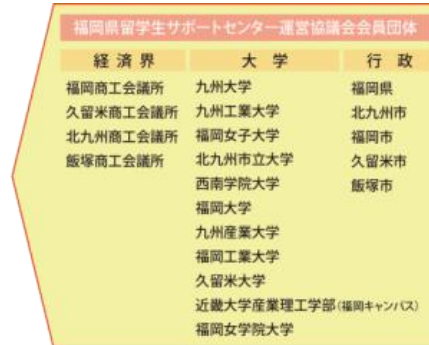 福岡県留学生サポートセンター運営協議会会員団体
経済界
福岡商工会議所
久留米商工会議所
北九州商工会議所
飯塚商工会議所
大学
九州大学
九州工業大学
福岡女子大学
北九州市立大学
西南学院大学
福岡大学
九州産業大学
福岡工業大学
久留米大学
近畿大学産業理工学部(福岡キャンパス)
福岡女学院大学
行政
福岡県
北九州市
福岡市
久留米市
飯塚市